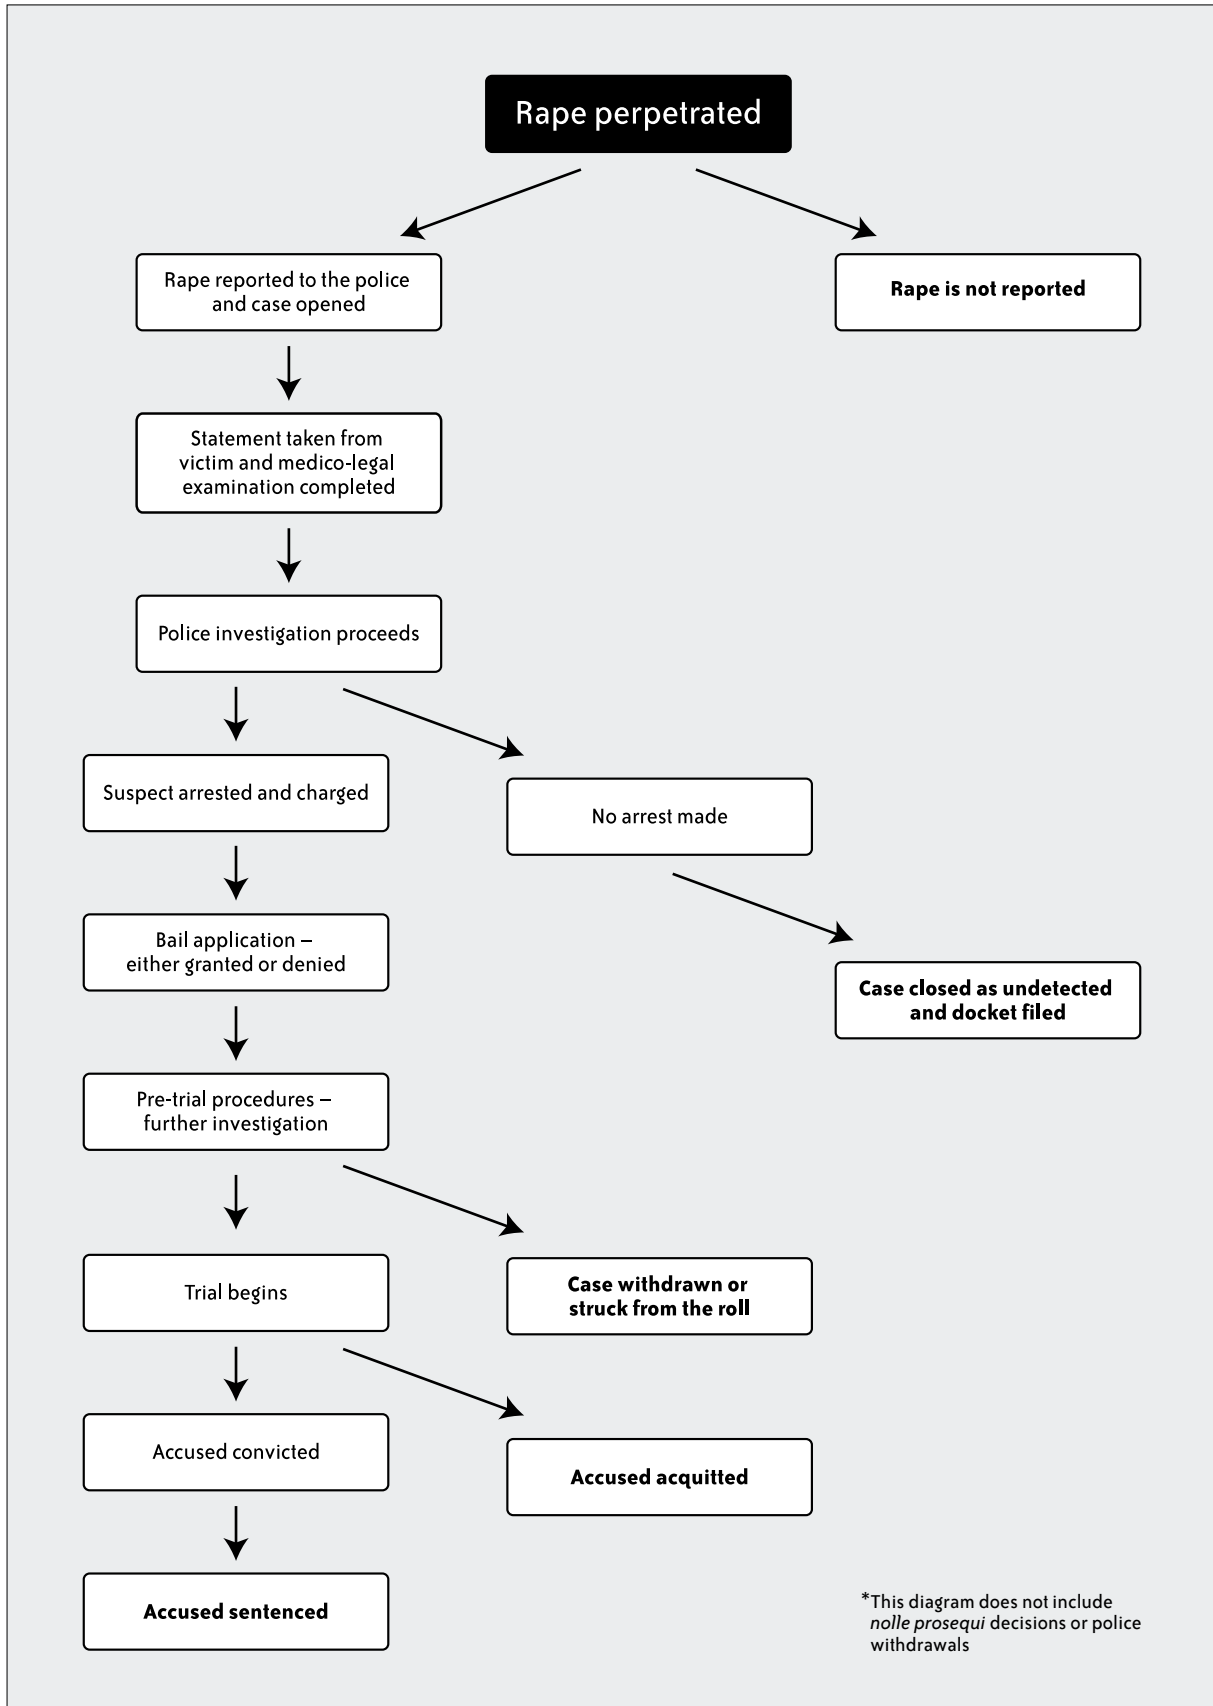 Rape perpetrated
Rape reported to the police
and case opened
Rape is not reported
Statement taken from
victim and medico-legal
examination completed
Police investigation proceeds
Suspect arrested and charged
No arrest made
Bail application –
either granted or denied
Case closed as undetected
and docket filed
Pre-trial procedures –
further investigation
Trial begins
Case withdrawn or
struck from the roll
Accused convicted
Accused acquitted
Accused sentenced
*This diagram does not include
nolle prosequi decisions or police
withdrawals